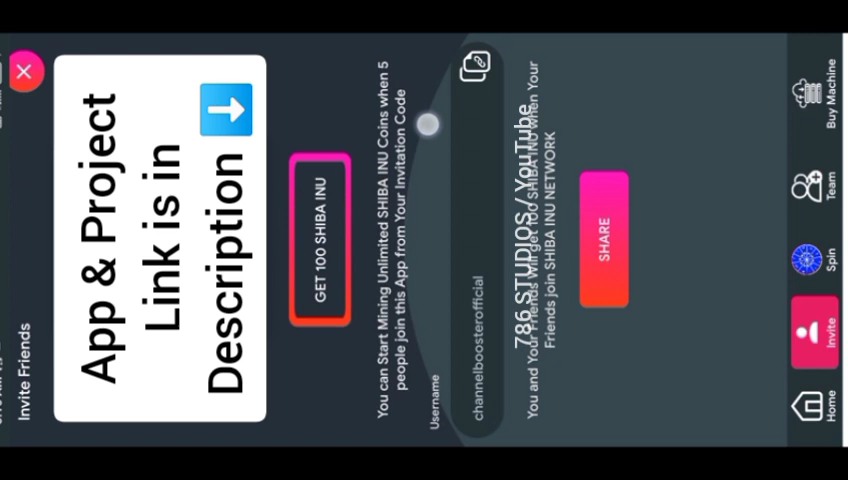 Invite Friends
App & Project
Link is in
Description
GET 100 SHIBA INU
You can Start Mining Unlimited SHIBA INU Coins when 5
people join this App from Your Invitation Code
Username
channelboosterofficial
786 STUDIOS / YouTube
You and Your Friends Will get 100 SHIBA INU when Your
Friends join SHIBA INU NETWORK
SHARE
Home
Invite
Spin
Team
Buy Machine